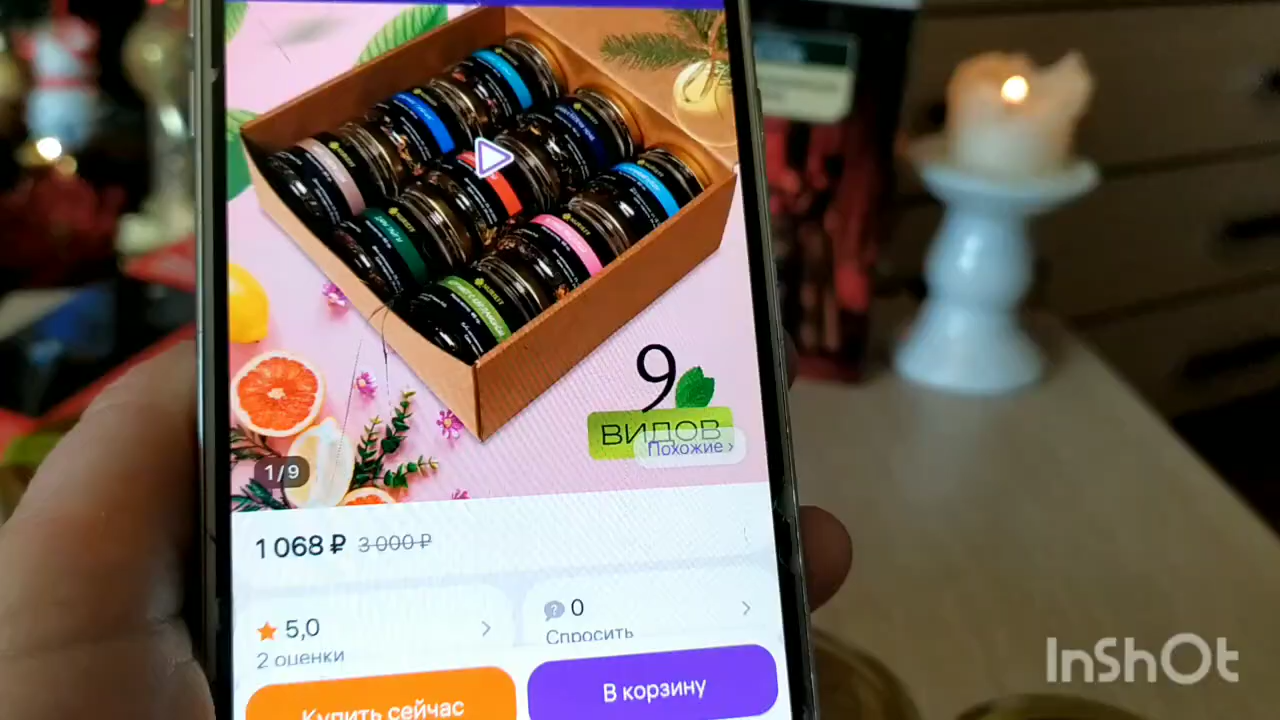 9
ВИДОВ
Похожие ›
1/9
1 068 ₽ 3 000 ₽
5,0
2 оценки
? 0
Спросить
Купить сейчас
В корзину
InShOt